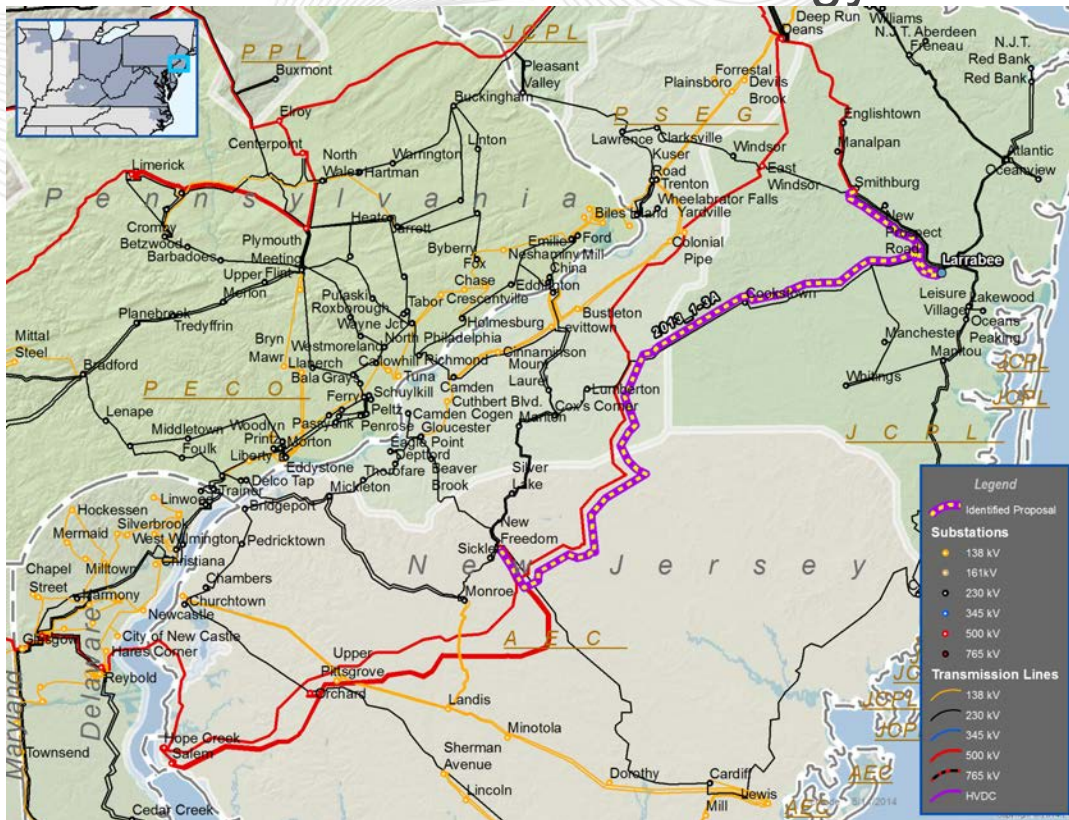 PPL
JCPL
Deep Run
Deans
Williams
N.J.T. Aberdeen
Freneau
N.J.T.
Red Bank
Red Bank
Buxmont
Pleasant
Valley
Buckingham
Forrestal
Plainsboro
Devils
Brook
Elroy
PSEG
Englishtown
Centerpoint
Linton
Lawrence
Clarksville
Windsor
Manalpan
Limerick
North
Wales
Warrington
Hartman
Kuser
Road
Trenton
East
Windsor
Atlantic
Oceanview
Smithburg
Pennsylvania
Wheelabrator Falls
Yardville
Biles Island
New
Prospect
Road
Cromby
Betzwood
Barbadoes
Plymouth
Meeting
Heaton
Jarrett
Byberry
Fox
Emilie
Ford
Neshaminy Mill
China
Colonial
Pipe
Larrabee
Upper
Flint
Merion
Chase
Eddington
Cookstown
Leisure
Village
Lakewood
Oceans
Peaking
Pulaski
Roxborough
Tabor
Crescentville
2013_1-3A
Planebrook
Tredyffrin
Wayne Jct
Holmesburg
Bustleton
Levittown
Manchester
Manitou
Mittal
Steel
Bryn
Mawr
Westmoreland
North Philadelphia
Llanerch
Callowhill
Richmond
Cinnaminson
Mount
Laurel
Whitings
JCPL
Bradford
Bala
Grays
Ferry
Tuna
Schuylkill
Camden
Cuthbert Blvd.
Lumberton
Cox's Corner
JCPL
PECO
Lenape
Woodlyn
Passyunk
Peltz
Penrose
Camden Cogen
Gloucester
Marlton
Middletown
Printz
Morton
Eagle Point
JCPL
Foulk
Liberty
Eddystone
Deptford
Thorofare
Beaver
Brook
Silver
Lake
Delco Tap
Trainer
Mickleton
Hockessen
Linwood
Bridgeport
New
Freedom
Silverbrook
Mermaid
West Wilmington
Pedricktown
Sickler
New Jersey
Chapel
Street
Milltown
Christiana
Harmony
Chambers
Churchtown
Monroe
Newcastle
Glasgow
City of New Castle
Hares Corner
AEC
Reybold
Upper
Pittsgrove
Orchard
Landis
Delaware
Maryland
Hope Creek
Salem
Minotola
Townsend
Sherman
Avenue
Lincoln
Dorothy
Cardiff
Lewis
Mill
Cedar Creek
JCPL
AEC
AEC
Legend
Identified Proposal
Substations
138 kV
161kV
230 kV
345 kV
500 kV
765 kV
Transmission Lines
138 kV
230 kV
345 kV
500 kV
765 kV
HVDC